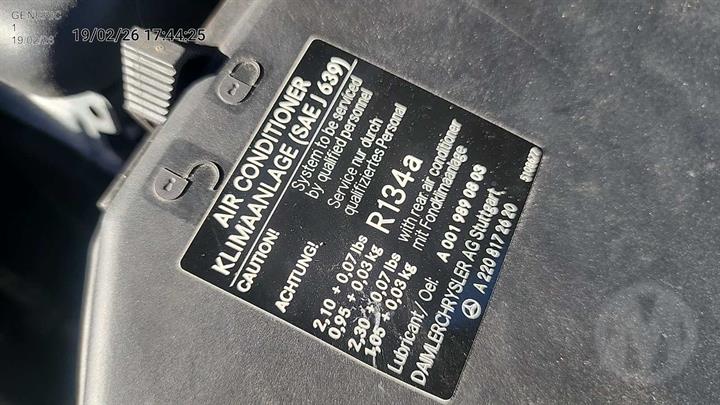 GENERIC
1
19/02/26
19/02/26 17:44:25
AIR CONDITIONER
KLIMAANLAGE (SAE J 639)
CAUTION!
System to be serviced
by qualified personnel
ACHTUNG!
Service nur durch
qualifiziertes Personal
2.10 + 0.07 lbs
0,95 + 0,03 kg
R134a
2.30 + 0.07 lbs
1,05 + 0,03 kg
with rear air conditioner
mit Fondklimaanlage
Lubricant / Oel: A 001 989 08 03
DAIMLERCHRYSLER AG Stuttgart
A 220 817 26 20
M